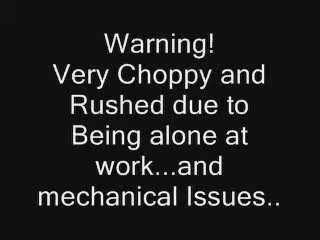 Warning!
Very Choppy and
Rushed due to
Being alone at
work...and
mechanical Issues..